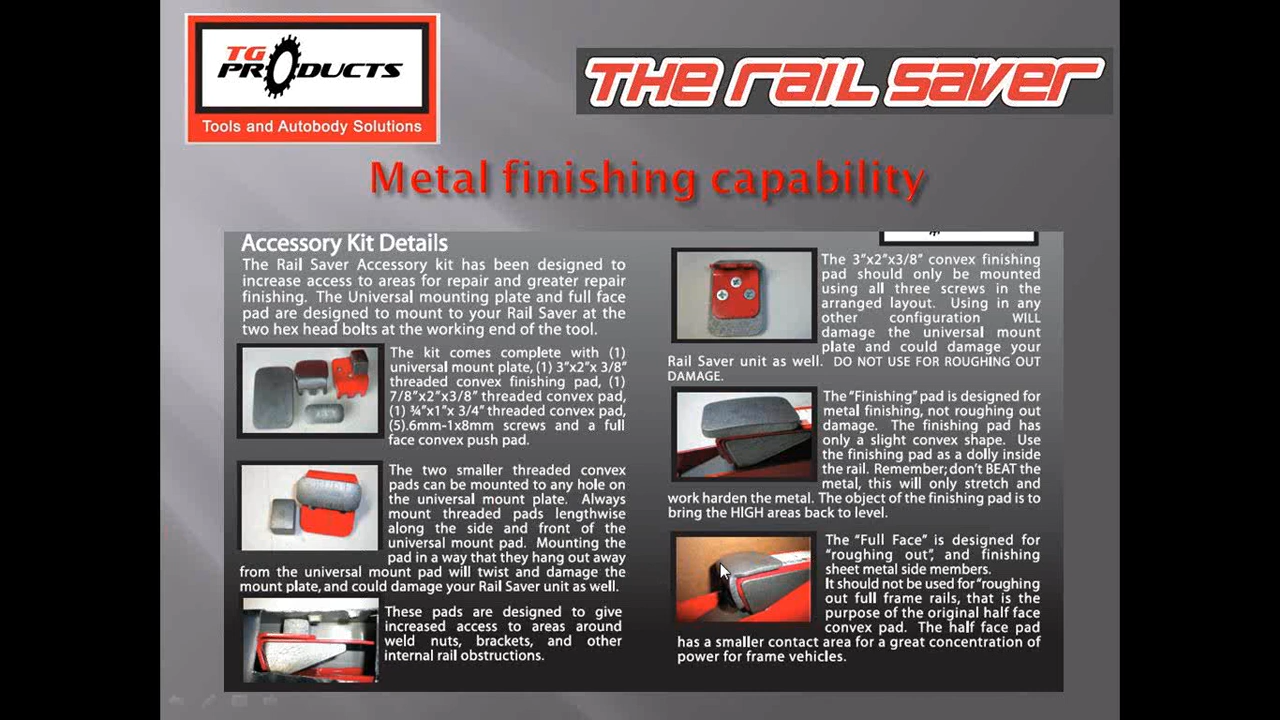 TG
PRODUCTS
Tools and Autobody Solutions
THE RAIL SAVER
Metal finishing capability
Accessory Kit Details
The Rail Saver Accessory kit has been designed to
increase access to areas for repair and greater repair
finishing. The Universal mounting plate and full face
pad are designed to mount to your Rail Saver at the
two hex head bolts at the working end of the tool.
The kit comes complete with (1)
universal mount plate, (1) 3”x2”x 3/8”
threaded convex finishing pad, (1)
7/8”x2”x3/8” threaded convex pad,
(1) ¾”x1”x 3/4” threaded convex pad,
(5).6mm-1x8mm screws and a full
face convex push pad.
The two smaller threaded convex
pads can be mounted to any hole on
the universal mount plate. Always
mount threaded pads lengthwise
along the side and front of the
universal mount pad. Mounting the
pad in a way that they hang out away
from the universal mount pad will twist and damage the
mount plate, and could damage your Rail Saver unit as well.
These pads are designed to give
increased access to areas around
weld nuts, brackets, and other
internal rail obstructions.
The 3”x2”x3/8” convex finishing
pad should only be mounted
using all three screws in the
arranged layout. Using in any
other configuration WILL
damage the universal mount
plate and could damage your
Rail Saver unit as well. DO NOT USE FOR ROUGHING OUT
DAMAGE.
The “Finishing” pad is designed for
metal finishing, not roughing out
damage. The finishing pad has
only a slight convex shape. Use
the finishing pad as a dolly inside
the rail. Remember; don’t BEAT the
metal, this will only stretch and
work harden the metal. The object of the finishing pad is to
bring the HIGH areas back to level.
The “Full Face” is designed for
“roughing out”, and finishing
sheet metal side members.
It should not be used for “roughing
out full frame rails, that is the
purpose of the original half face
convex pad. The half face pad
has a smaller contact area for a great concentration of
power for frame vehicles.